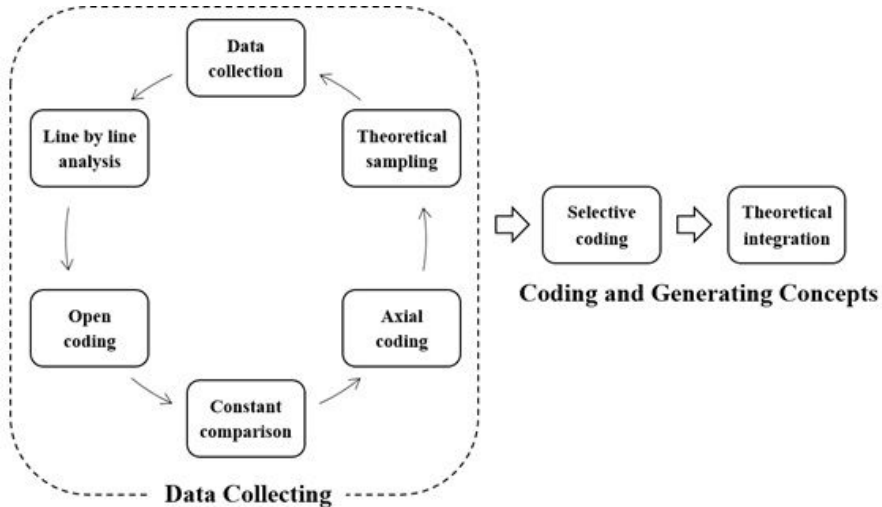 Data
collection
Line by line
analysis
Theoretical
sampling
Open
coding
Axial
coding
Constant
comparison
Data Collecting
Selective
coding
Theoretical
integration
Coding and Generating Concepts